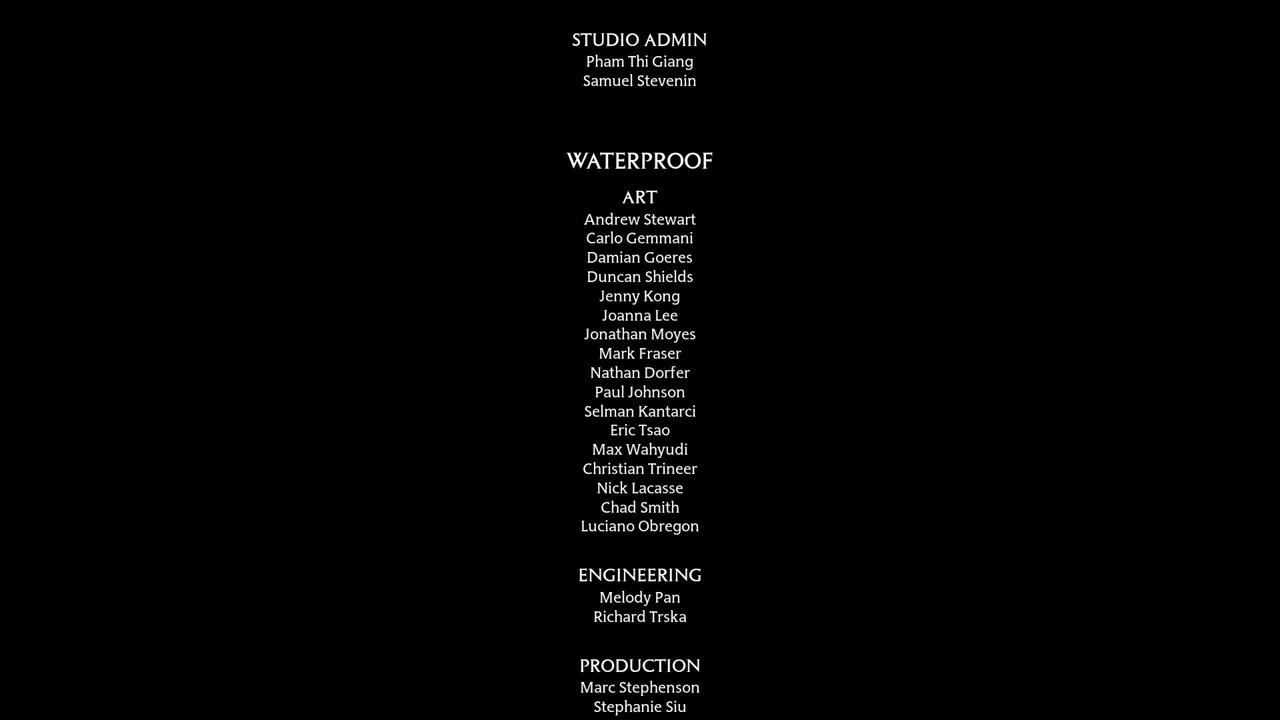 STUDIO ADMIN
Pham Thi Giang
Samuel Stevenin
WATERPROOF
ART
Andrew Stewart
Carlo Gemmani
Damian Goeres
Duncan Shields
Jenny Kong
Joanna Lee
Jonathan Moyes
Mark Fraser
Nathan Dorfer
Paul Johnson
Selman Kantarci
Eric Tsao
Max Wahyudi
Christian Trineer
Nick Lacasse
Chad Smith
Luciano Obregon
ENGINEERING
Melody Pan
Richard Trska
PRODUCTION
Marc Stephenson
Stephanie Siu